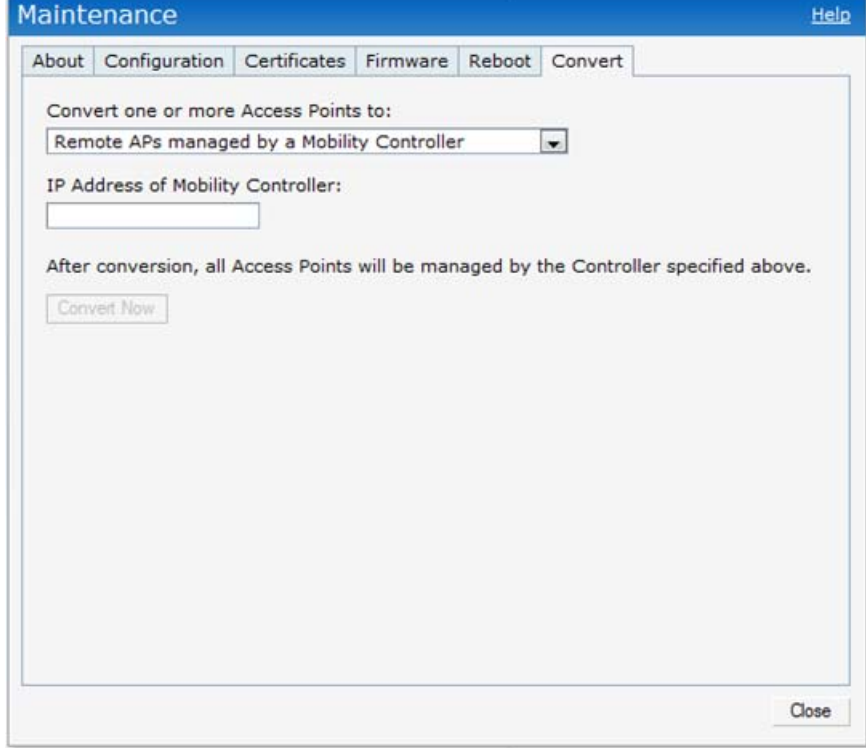 Maintenance Help
About Configuration Certificates Firmware Reboot Convert
Convert one or more Access Points to:
Remote APs managed by a Mobility Controller
IP Address of Mobility Controller:
After conversion, all Access Points will be managed by the Controller specified above.
Convert Now
Close